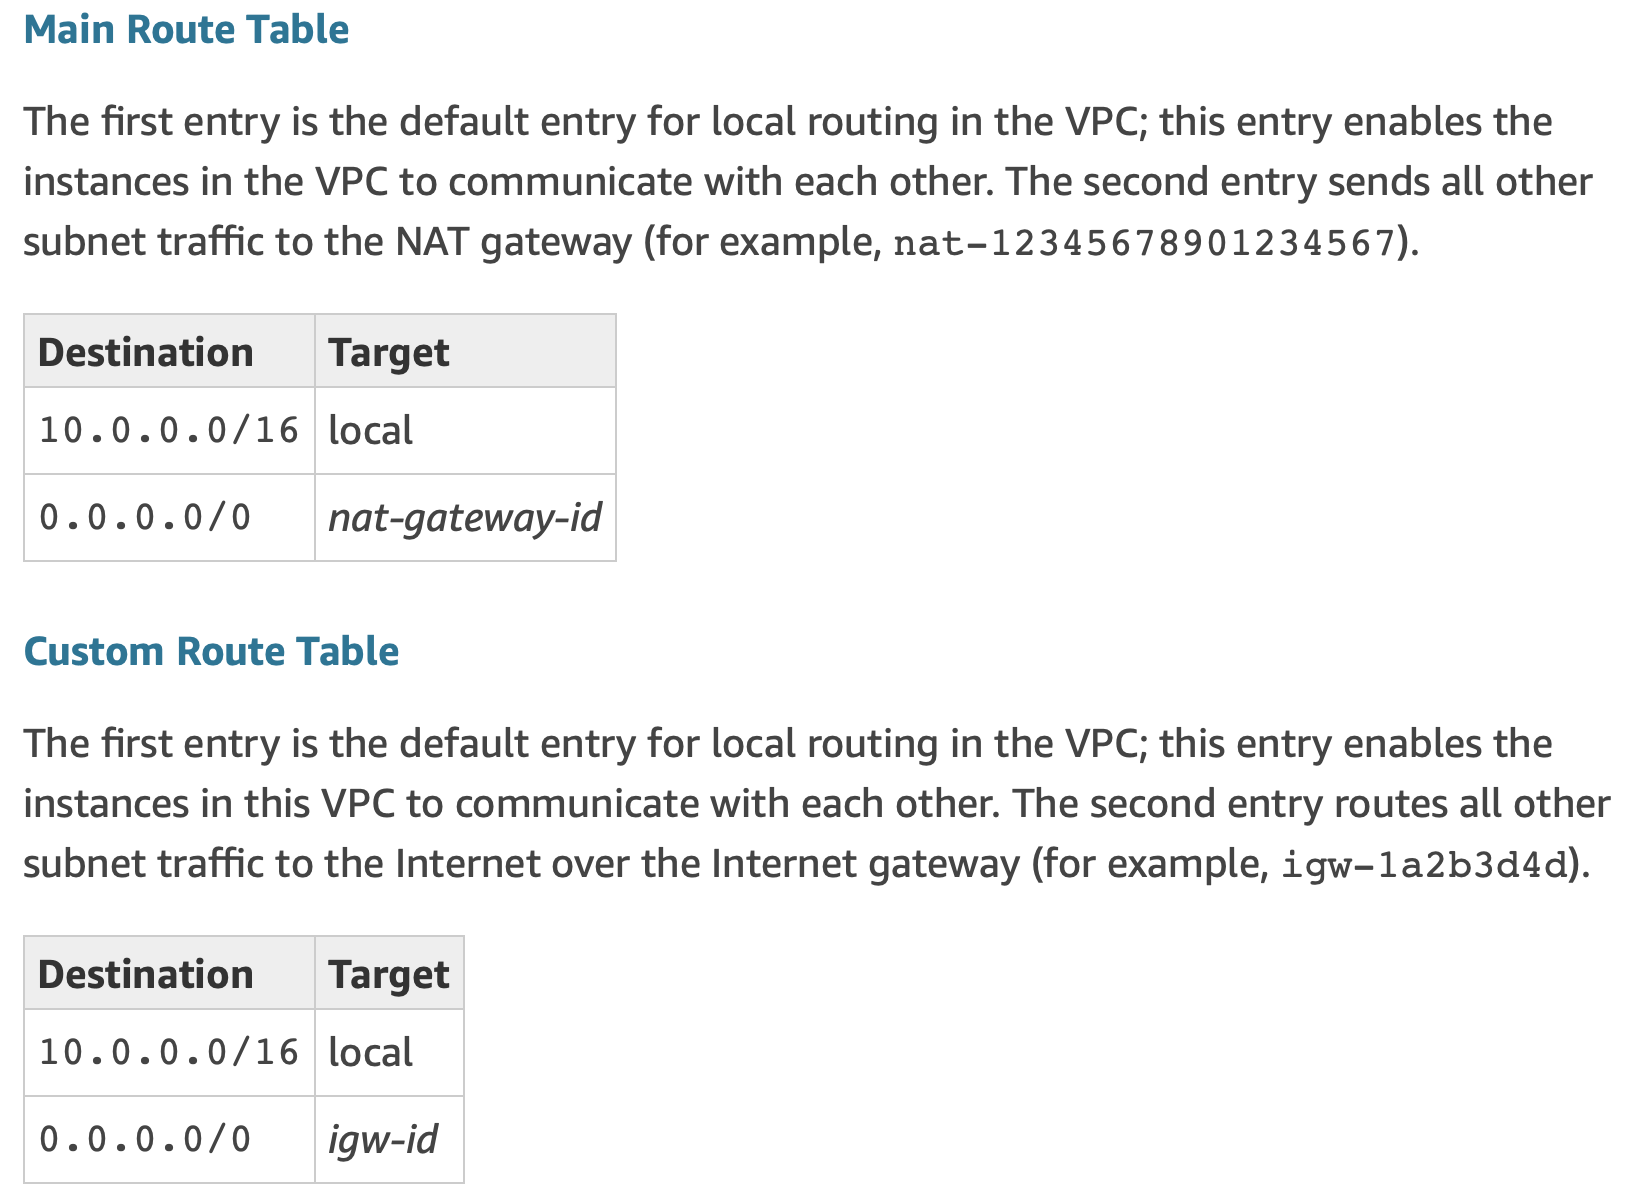 Main Route Table
The first entry is the default entry for local routing in the VPC; this entry enables the
instances in the VPC to communicate with each other. The second entry sends all other
subnet traffic to the NAT gateway (for example, nat-12345678901234567).
Destination Target
10.0.0.0/16 local
0.0.0.0/0 nat-gateway-id
Custom Route Table
The first entry is the default entry for local routing in the VPC; this entry enables the
instances in this VPC to communicate with each other. The second entry routes all other
subnet traffic to the Internet over the Internet gateway (for example, igw-1a2b3d4d).
Destination Target
10.0.0.0/16 local
0.0.0.0/0 igw-id